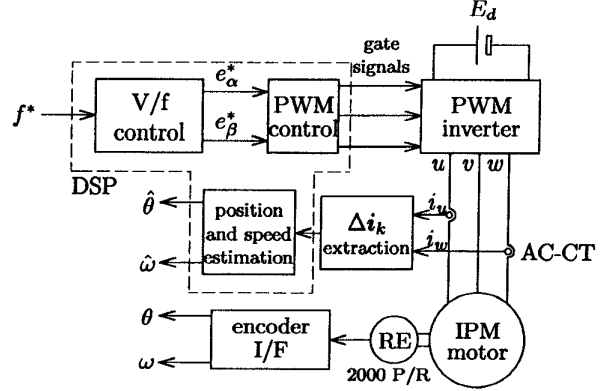 E_d
gate
signals
f*
V/f
control
e*_α
e*_β
PWM
control
PWM
inverter
u v w
DSP
θ̂
ω̂
position
and speed
estimation
Δi_k
extraction
i_u
i_w
AC-CT
θ
ω
encoder
I/F
RE
2000 P/R
IPM
motor